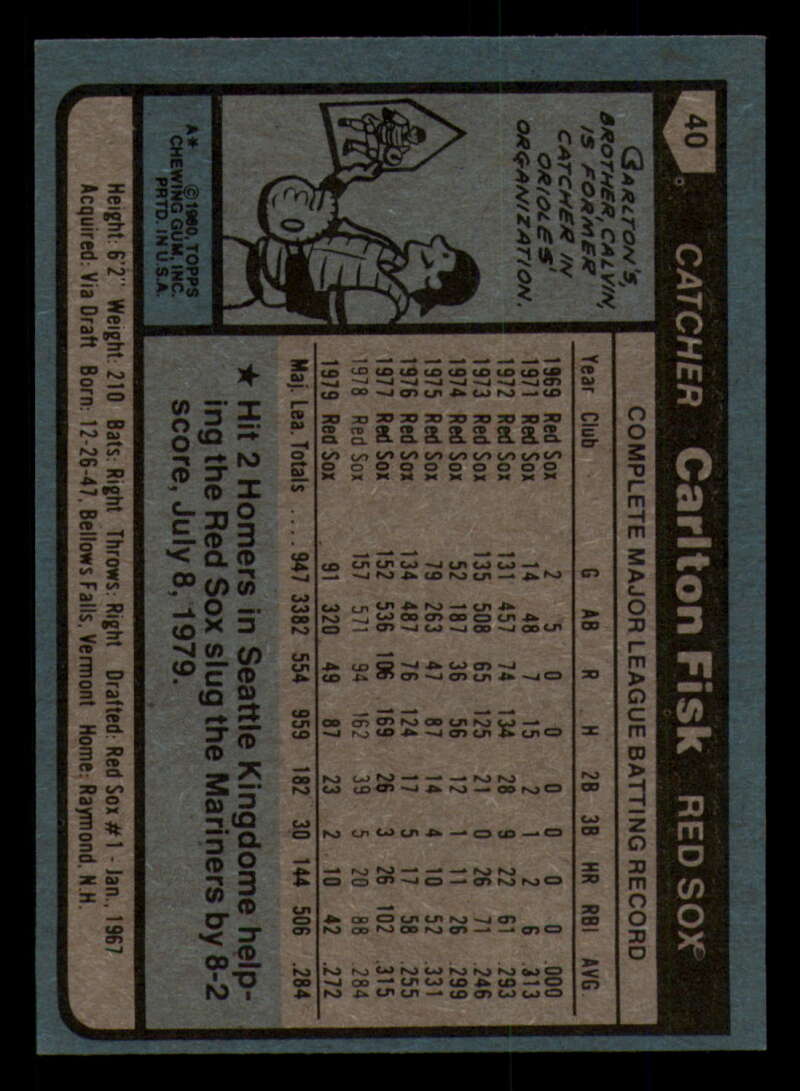 40
CATCHER Carlton Fisk RED SOX
CARLTON'S,
BROTHER, CALVIN,
IS FORMER
CATCHER IN
ORIOLES'
ORGANIZATION.
A* ©1980, TOPPS
CHEWING GUM, INC.
PRTD. IN U.S.A.
COMPLETE MAJOR LEAGUE BATTING RECORD
Year Club G AB R H 2B 3B HR RBI AVG
1969 Red Sox 2 5 0 0 0 0 0 0 .000
1971 Red Sox 14 48 7 15 2 1 2 6 .313
1972 Red Sox 131 457 74 134 28 9 22 61 .293
1973 Red Sox 135 508 65 125 21 0 26 71 .246
1974 Red Sox 52 187 36 56 12 1 11 26 .299
1975 Red Sox 79 263 47 87 14 4 10 52 .331
1976 Red Sox 134 487 76 124 17 5 17 58 .255
1977 Red Sox 152 536 106 169 26 3 26 102 .315
1978 Red Sox 157 571 94 162 39 5 20 88 .284
1979 Red Sox 91 320 49 87 23 2 10 42 .272
Maj. Lea. Totals .... 947 3382 554 959 182 30 144 506 .284
★ Hit 2 Homers in Seattle Kingdome help-
ing the Red Sox slug the Mariners by 8-2
score, July 8, 1979.
Height: 6'2" Weight: 210 Bats: Right Throws: Right Drafted: Red Sox #1 - Jan., 1967
Acquired: Via Draft Born: 12-26-47, Bellows Falls, Vermont Home: Raymond, N.H.